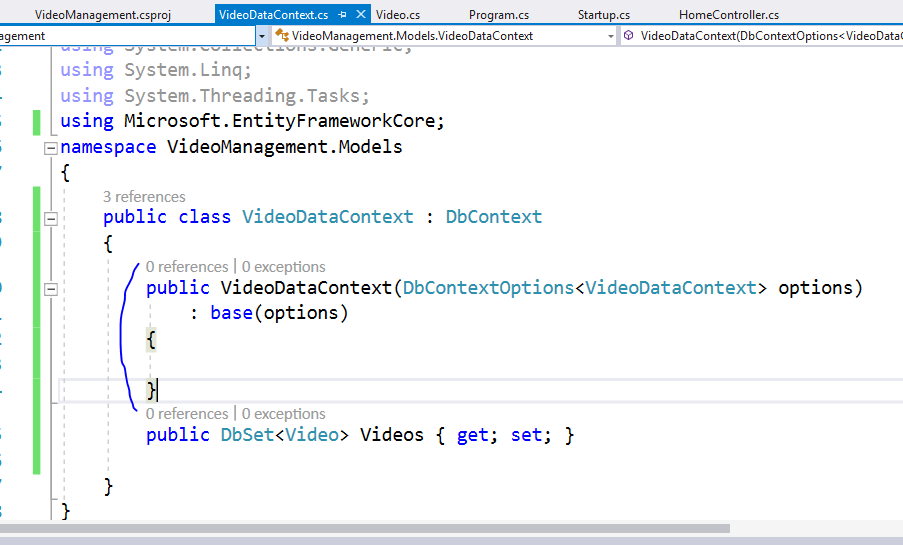 VideoManagement.csproj
VideoDataContext.cs
Video.cs
Program.cs
Startup.cs
HomeController.cs
agement
VideoManagement.Models.VideoDataContext
VideoDataContext(DbContextOptions<VideoDataC
using System.Collections.Generic;
using System.Linq;
using System.Threading.Tasks;
using Microsoft.EntityFrameworkCore;
namespace VideoManagement.Models
{
3 references
public class VideoDataContext : DbContext
{
0 references | 0 exceptions
public VideoDataContext(DbContextOptions<VideoDataContext> options)
: base(options)
{
}
0 references | 0 exceptions
public DbSet<Video> Videos { get; set; }
}
}